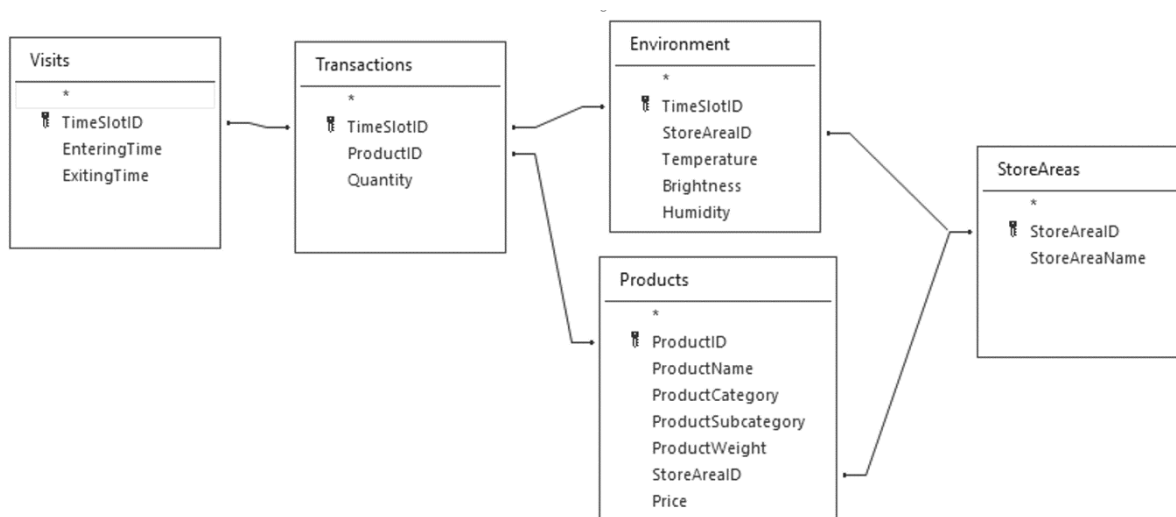 Visits
*
TimeSlotID
EnteringTime
ExitingTime
Transactions
*
TimeSlotID
ProductID
Quantity
Environment
*
TimeSlotID
StoreAreaID
Temperature
Brightness
Humidity
Products
*
ProductID
ProductName
ProductCategory
ProductSubcategory
ProductWeight
StoreAreaID
Price
StoreAreas
*
StoreAreaID
StoreAreaName